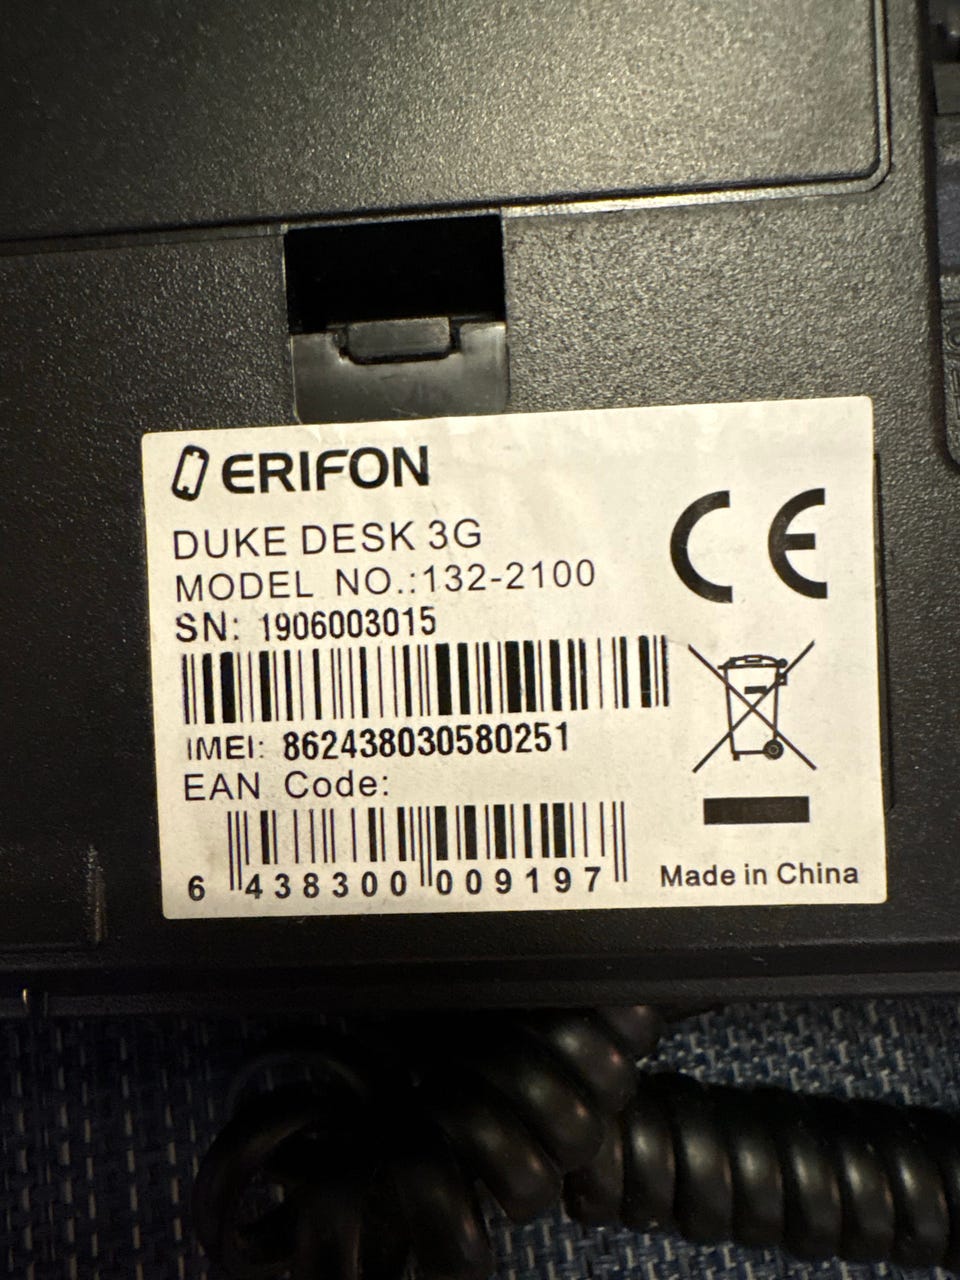 ERIFON
DUKE DESK 3G
MODEL NO.:132-2100
CE
SN: 1906003015
IMEI: 862438030580251
EAN Code:
6 438300 009197
Made in China